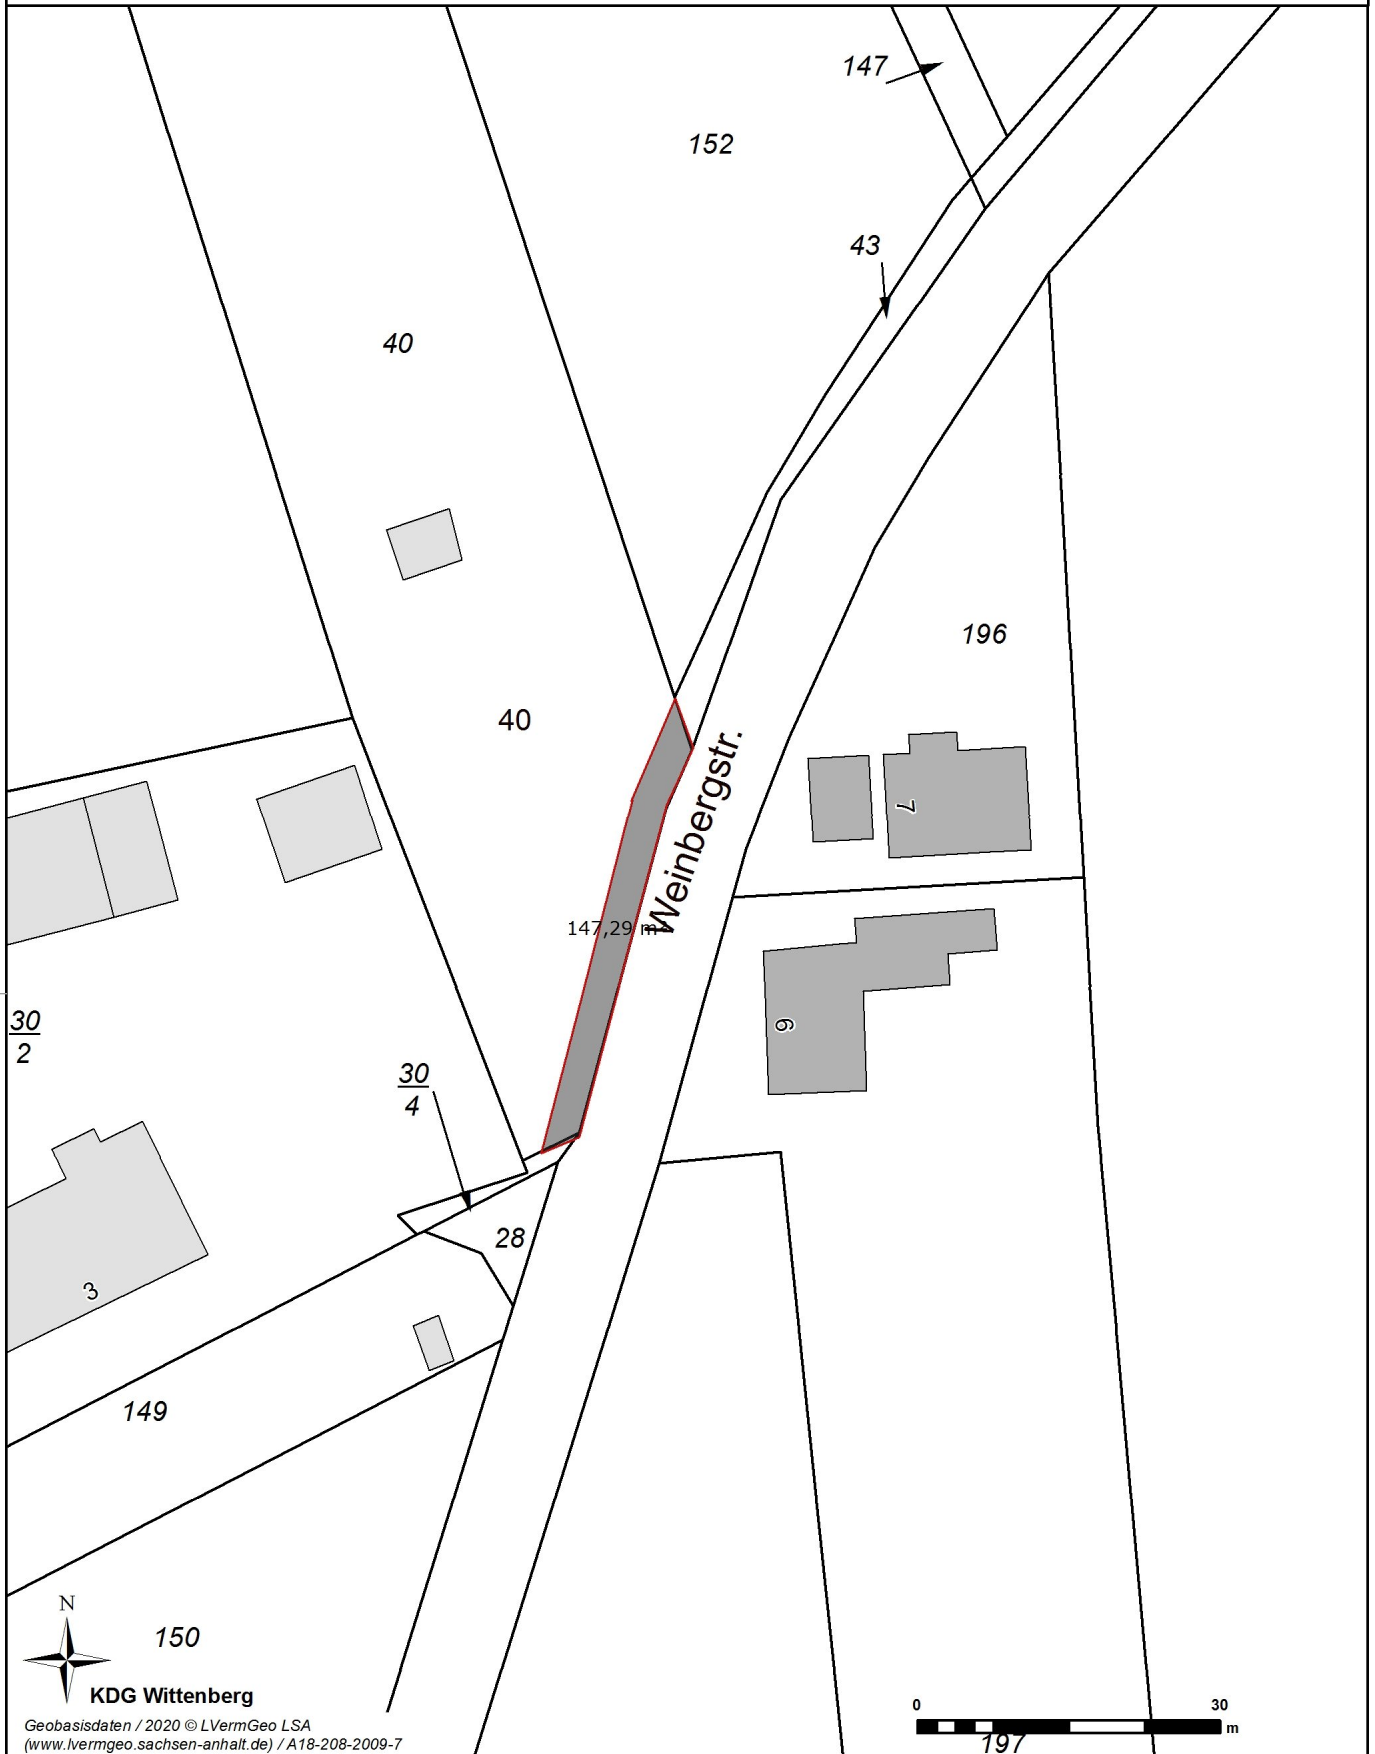 147
152
43
40
196
40
Weinbergstr.
7
147,29 m²
30
2
6
30
4
28
3
149
N
150
KDG Wittenberg
0 30
m
Geobasisdaten / 2020 © LVermGeo LSA
(www.lvermgeo.sachsen-anhalt.de) / A18-208-2009-7
197